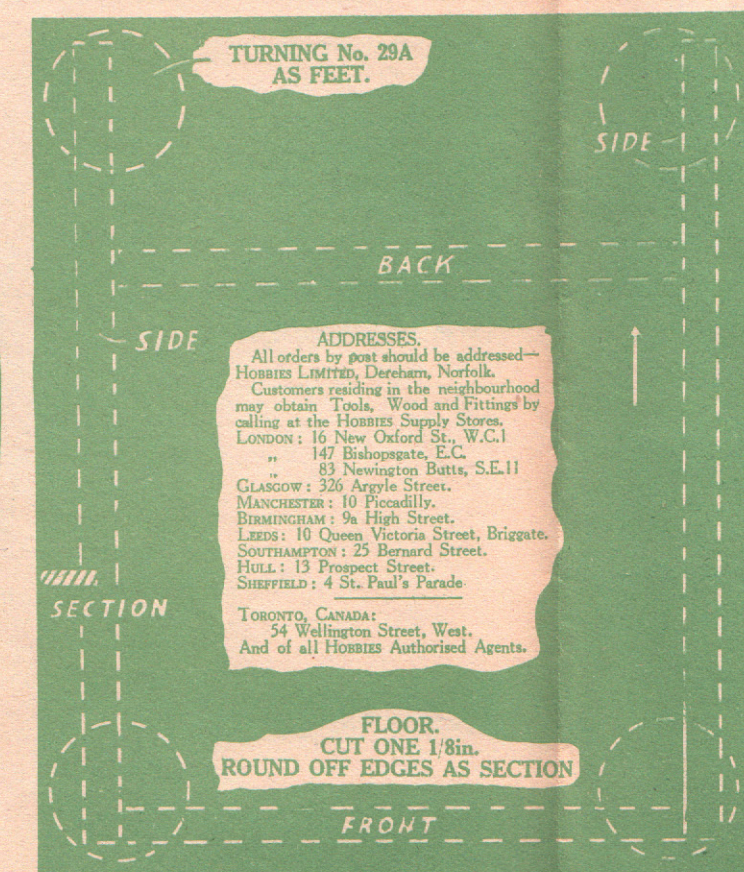 TURNING No. 29A
AS FEET.
SIDE
BACK
SIDE
ADDRESSES.
All orders by post should be addressed—
HOBBIES LIMITED, Dereham, Norfolk.
Customers residing in the neighbourhood
may obtain Tools, Wood and Fittings by
calling at the HOBBIES Supply Stores.
LONDON : 16 New Oxford St., W.C.1
„ 147 Bishopsgate, E.C.
„ 83 Newington Butts, S.E.11
GLASGOW : 326 Argyle Street.
MANCHESTER : 10 Piccadilly.
BIRMINGHAM : 9a High Street.
LEEDS : 10 Queen Victoria Street, Briggate.
SOUTHAMPTON : 25 Bernard Street.
HULL : 13 Prospect Street.
SHEFFIELD : 4 St. Paul's Parade
SECTION
TORONTO, CANADA :
54 Wellington Street, West.
And of all HOBBIES Authorised Agents.
FLOOR.
CUT ONE 1/8in.
ROUND OFF EDGES AS SECTION
FRONT